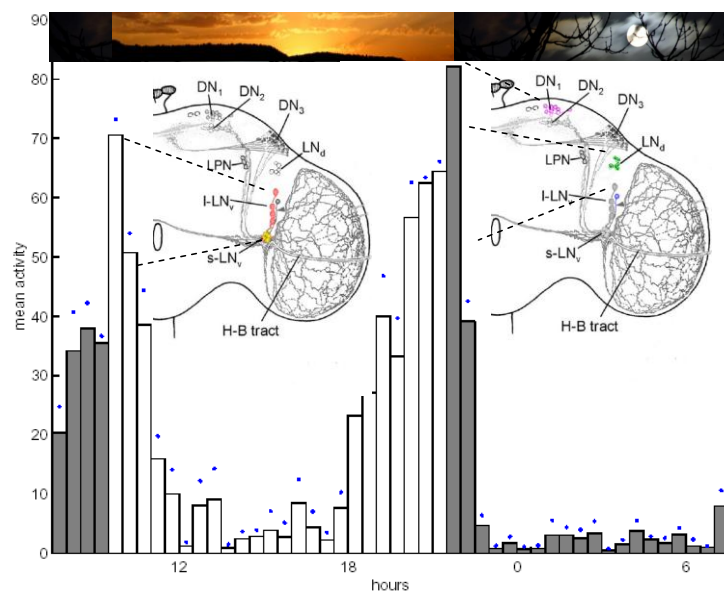 90
80
70
60
50
40
30
20
10
0
mean activity
DN1
DN2
DN3
LNd
LPN
l-LNv
s-LNv
H-B tract
DN1
DN2
DN3
LNd
LPN
l-LNv
s-LNv
H-B tract
12
18
0
6
hours